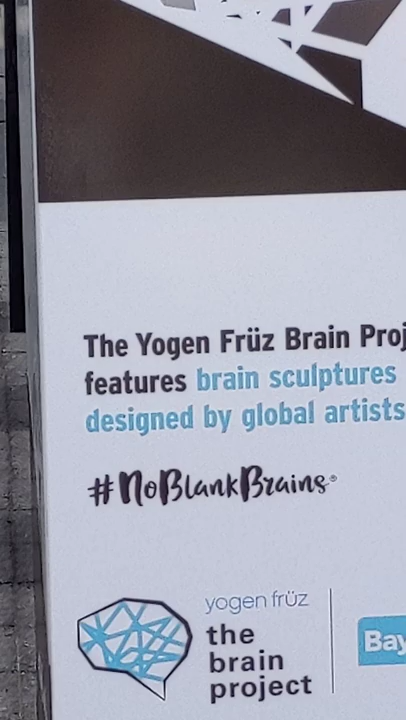 The Yogen Früz Brain Proj
features brain sculptures
designed by global artists
#NoBlankBrains®
yogen früz
the
brain
project
Bay